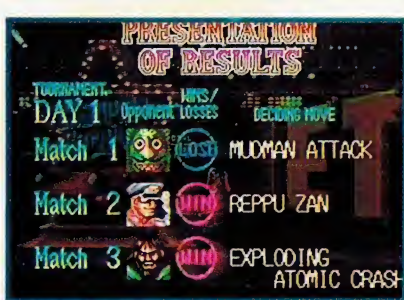 PRESENTATION
OF RESULTS
TOURNAMENT
DAY 1 Opponent WINS/
LOSSES DECIDING MOVE
Match 1 LOSE MUDMAN ATTACK
Match 2 WIN REPPU ZAN
Match 3 WIN EXPLODING
ATOMIC CRASH